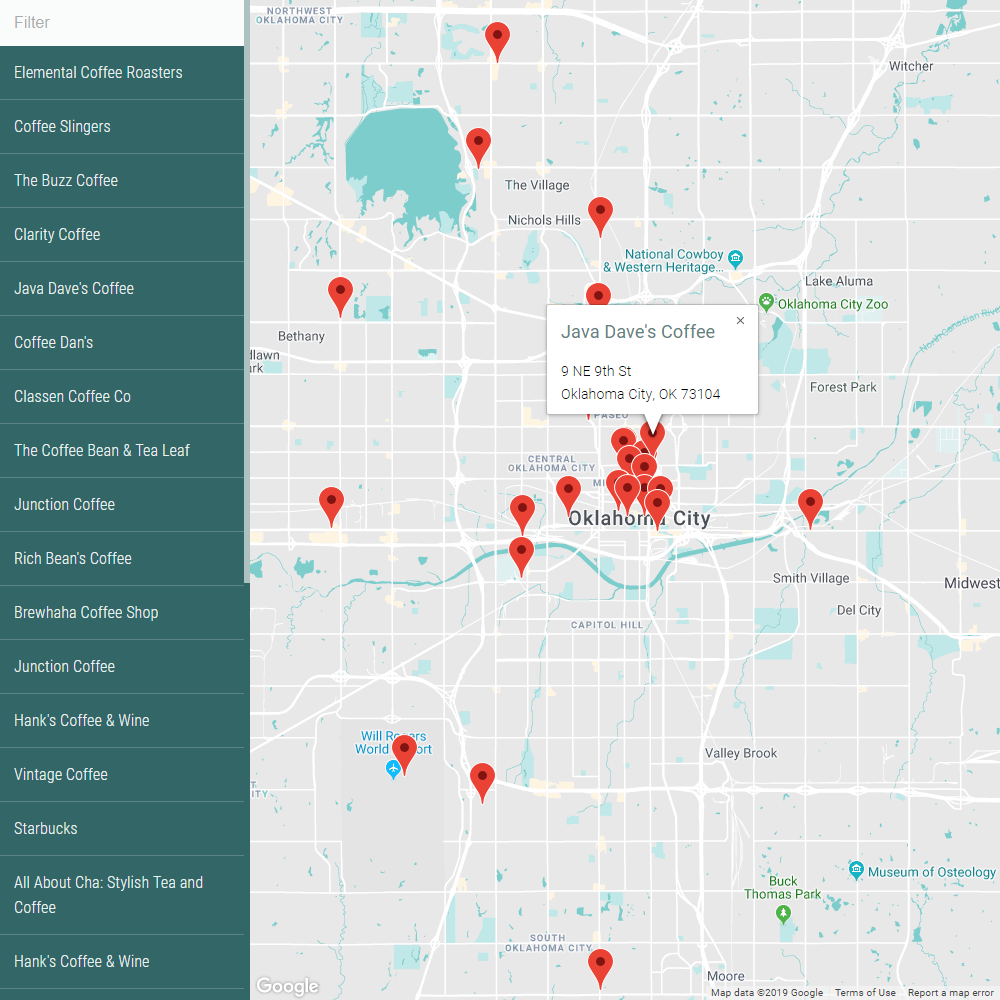 Filter
Elemental Coffee Roasters
Coffee Slingers
The Buzz Coffee
Clarity Coffee
Java Dave's Coffee
Coffee Dan's
Classen Coffee Co
The Coffee Bean & Tea Leaf
Junction Coffee
Rich Bean's Coffee
Brewhaha Coffee Shop
Junction Coffee
Hank's Coffee & Wine
Vintage Coffee
Starbucks
All About Cha: Stylish Tea and
Coffee
Hank's Coffee & Wine
NORTHWEST
OKLAHOMA CITY
Witcher
The Village
Nichols Hills
National Cowboy
& Western Heritage...
Lake Aluma
Oklahoma City Zoo
North Canadian River
Bethany
Java Dave's Coffee
×
9 NE 9th St
Oklahoma City, OK 73104
Forest Park
PASEO
CENTRAL
OKLAHOMA CITY
Oklahoma City
Smith Village
Midwest
Del City
CAPITOL HILL
Will Rogers
World
Valley Brook
Museum of Osteology
Buck
Thomas Park
SOUTH
OKLAHOMA CITY
Moore
Google
Map data ©2019 Google
Terms of Use
Report a map error